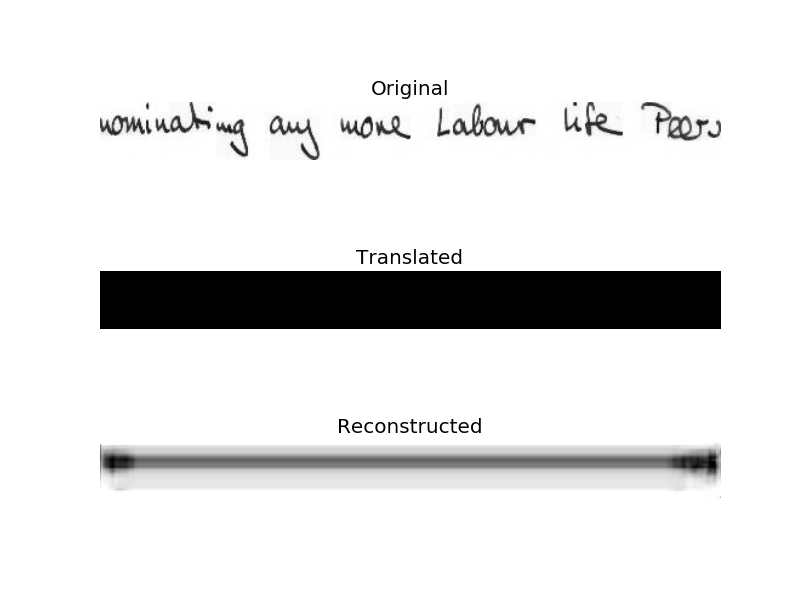 Original
nominating any more Labour life Peers
Translated
Reconstructed